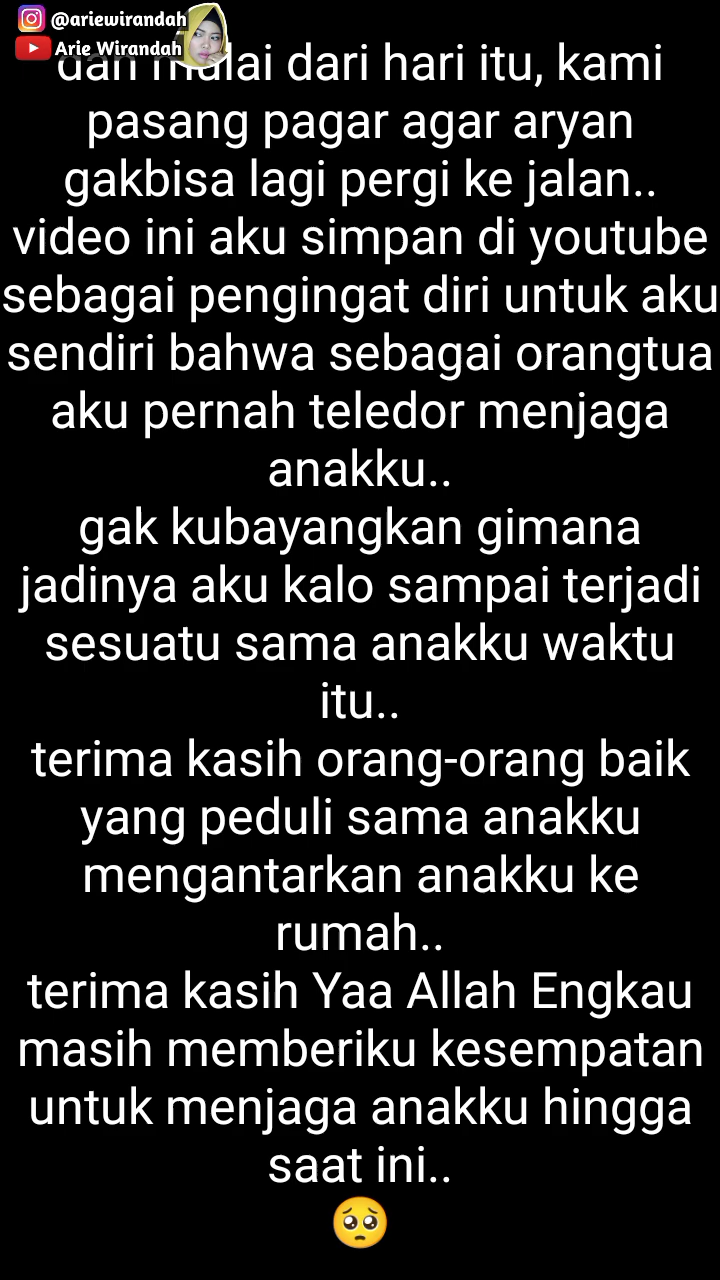 @ariewirandah
Arie Wirandah
dan mulai dari hari itu, kami
pasang pagar agar aryan
gakbisa lagi pergi ke jalan..
video ini aku simpan di youtube
sebagai pengingat diri untuk aku
sendiri bahwa sebagai orangtua
aku pernah teledor menjaga
anakku..
gak kubayangkan gimana
jadinya aku kalo sampai terjadi
sesuatu sama anakku waktu
itu..
terima kasih orang-orang baik
yang peduli sama anakku
mengantarkan anakku ke
rumah..
terima kasih Yaa Allah Engkau
masih memberiku kesempatan
untuk menjaga anakku hingga
saat ini..
🥺